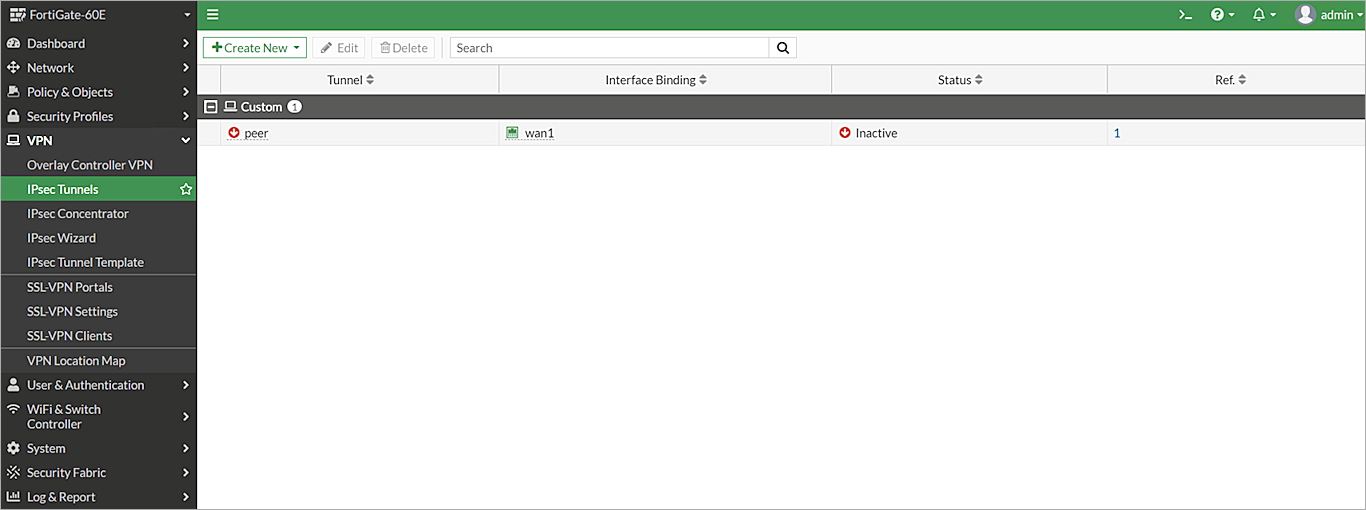 FortiGate-60E
admin
Dashboard
Network
Policy & Objects
Security Profiles
VPN
Overlay Controller VPN
IPsec Tunnels
IPsec Concentrator
IPsec Wizard
IPsec Tunnel Template
SSL-VPN Portals
SSL-VPN Settings
SSL-VPN Clients
VPN Location Map
User & Authentication
WiFi & Switch
Controller
System
Security Fabric
Log & Report
Create New Edit Delete Search
Tunnel Interface Binding Status Ref.
Custom 1
peer wan1 Inactive 1